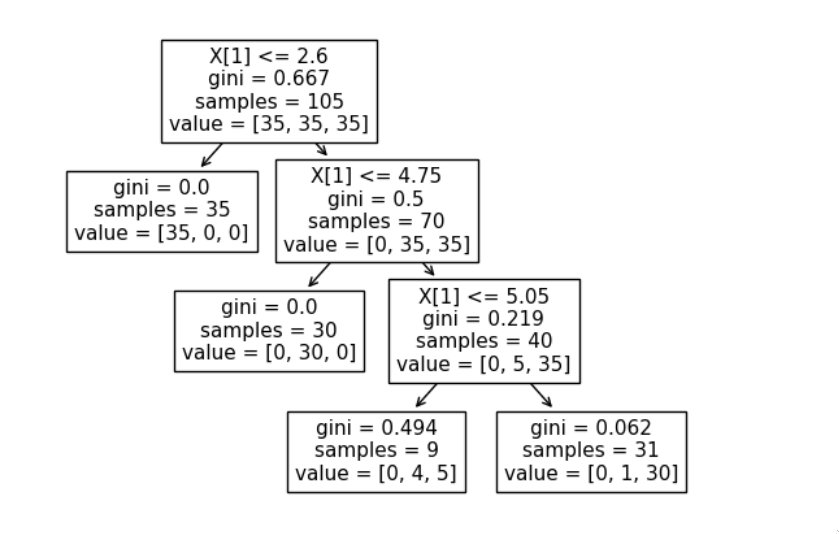 X[1] <= 2.6
gini = 0.667
samples = 105
value = [35, 35, 35]
gini = 0.0
samples = 35
value = [35, 0, 0]
X[1] <= 4.75
gini = 0.5
samples = 70
value = [0, 35, 35]
gini = 0.0
samples = 30
value = [0, 30, 0]
X[1] <= 5.05
gini = 0.219
samples = 40
value = [0, 5, 35]
gini = 0.494
samples = 9
value = [0, 4, 5]
gini = 0.062
samples = 31
value = [0, 1, 30]